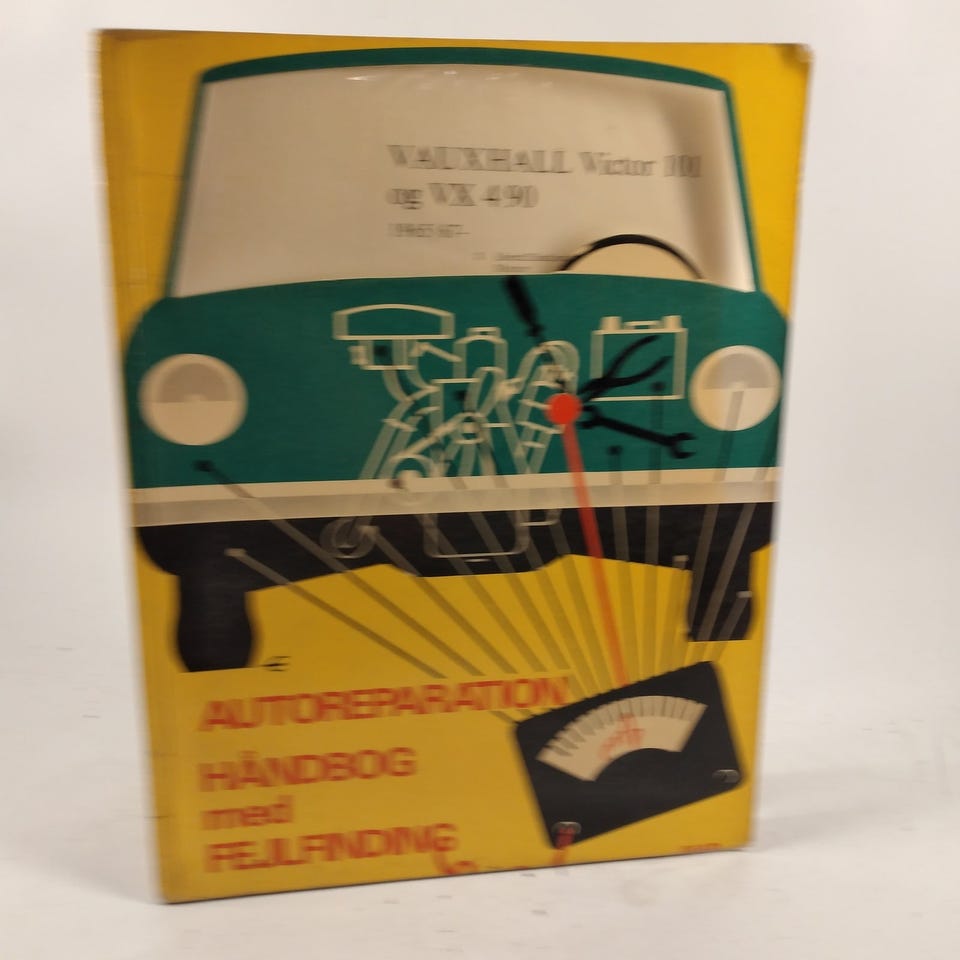 VAUXHALL Victor 101
og VX 4/90
AUTOREPARATION
HÅNDBOG
med
FEJLFINDING